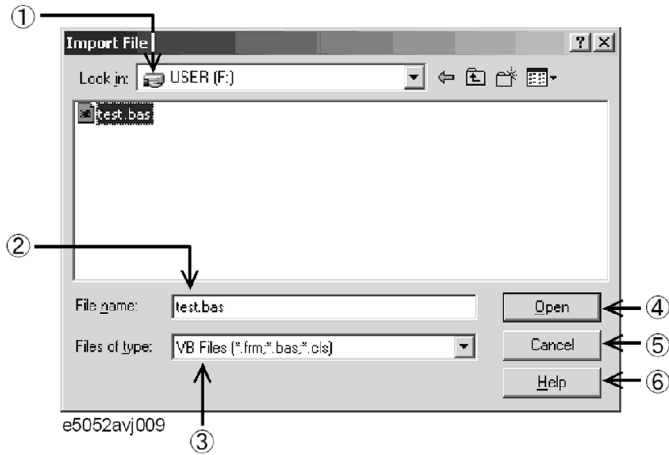 ①
Import File
Look in: USER (F:)
test.bas
②
File name: test.bas
Open
④
Files of type: VB Files (*.frm;*.bas;*.cls)
Cancel
⑤
Help
⑥
e5052avj009
③